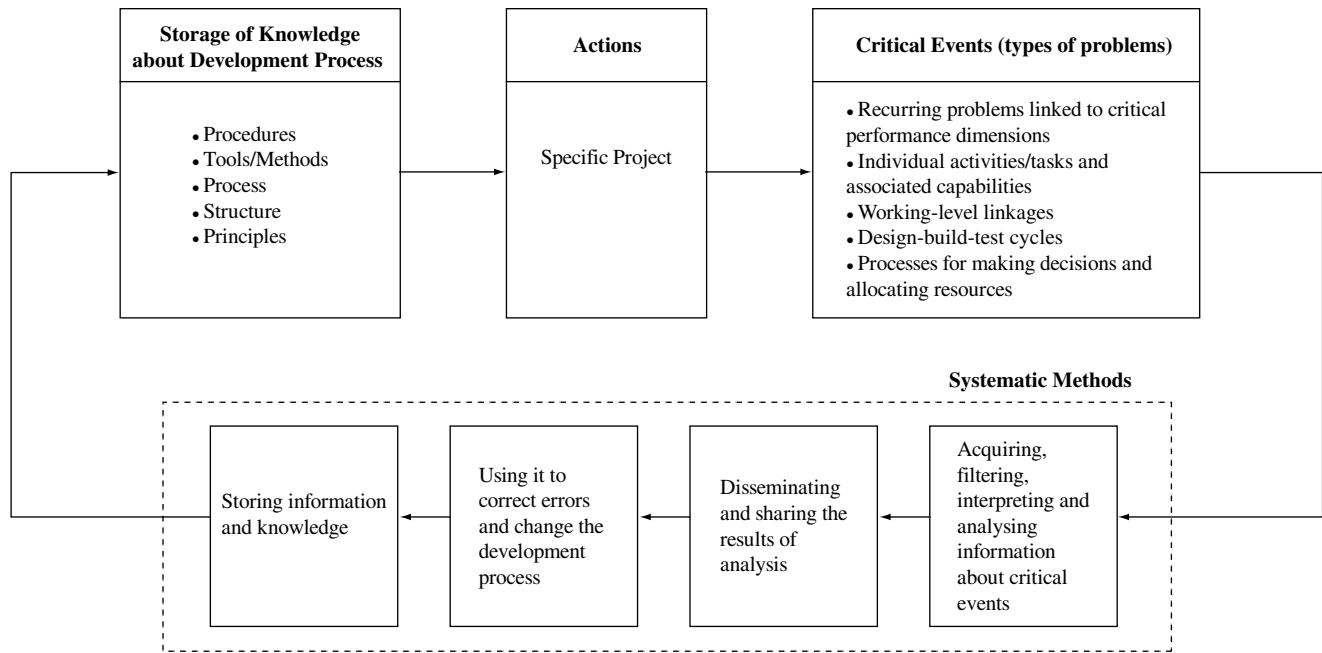 Storage of Knowledge
about Development Process
• Procedures
• Tools/Methods
• Process
• Structure
• Principles
Actions
Specific Project
Critical Events (types of problems)
• Recurring problems linked to critical
performance dimensions
• Individual activities/tasks and
associated capabilities
• Working-level linkages
• Design-build-test cycles
• Processes for making decisions and
allocating resources
Systematic Methods
Storing information
and knowledge
Using it to
correct errors
and change the
development
process
Disseminating
and sharing the
results of
analysis
Acquiring,
filtering,
interpreting and
analysing
information
about critical
events